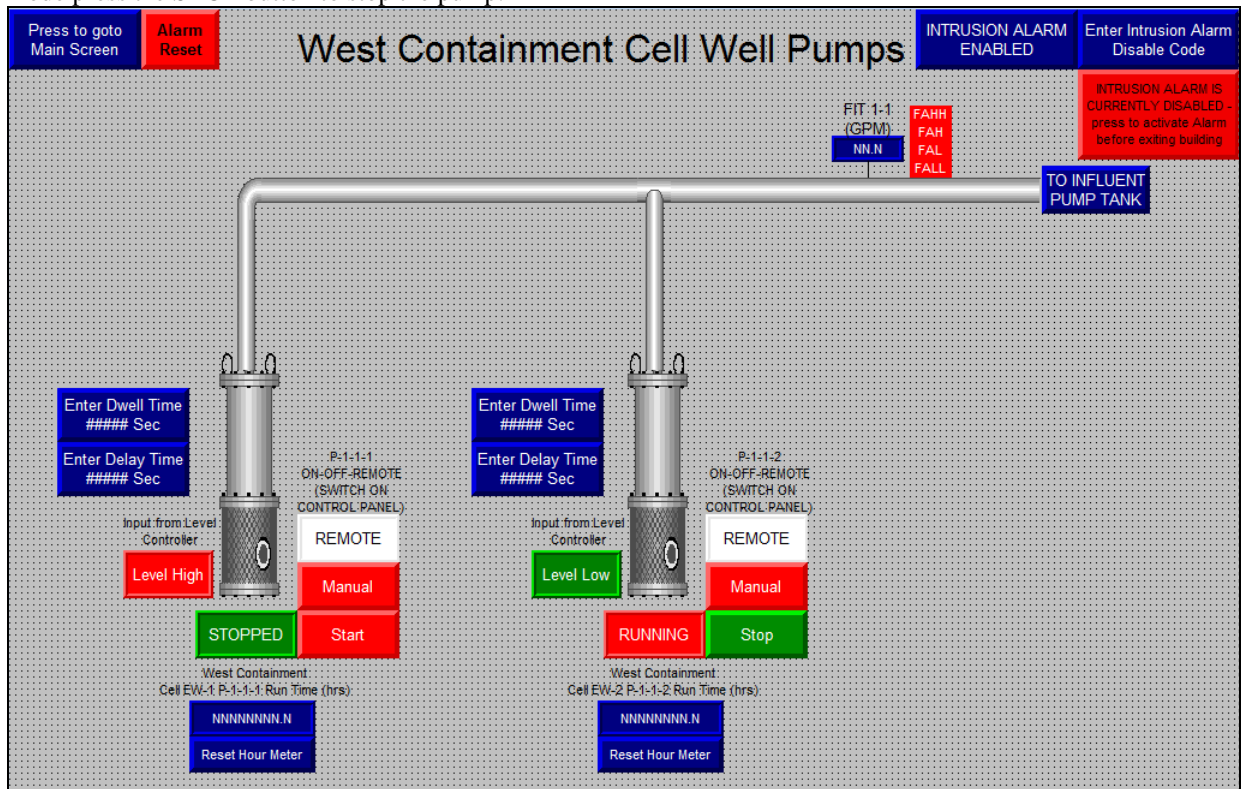 Press to goto
Main Screen
Alarm
Reset
West Containment Cell Well Pumps
INTRUSION ALARM
ENABLED
Enter Intrusion Alarm
Disable Code
INTRUSION ALARM IS
CURRENTLY DISABLED -
press to activate Alarm
before exiting building
FIT 1-1
(GPM)
NN.N
FAHH
FAH
FAL
FALL
TO INFLUENT
PUMP TANK
Enter Dwell Time
##### Sec
Enter Delay Time
##### Sec
P-1-1-1
ON-OFF-REMOTE
(SWITCH ON
CONTROL PANEL)
Input from Level
Controller
Level High
REMOTE
Manual
STOPPED
Start
West Containment
Cell EW-1 P-1-1-1 Run Time (hrs)
NNNNNNNN.N
Reset Hour Meter
Enter Dwell Time
##### Sec
Enter Delay Time
##### Sec
P-1-1-2
ON-OFF-REMOTE
(SWITCH ON
CONTROL PANEL)
Input from Level
Controller
Level Low
REMOTE
Manual
RUNNING
Stop
West Containment
Cell EW-2 P-1-1-2 Run Time (hrs)
NNNNNNNN.N
Reset Hour Meter